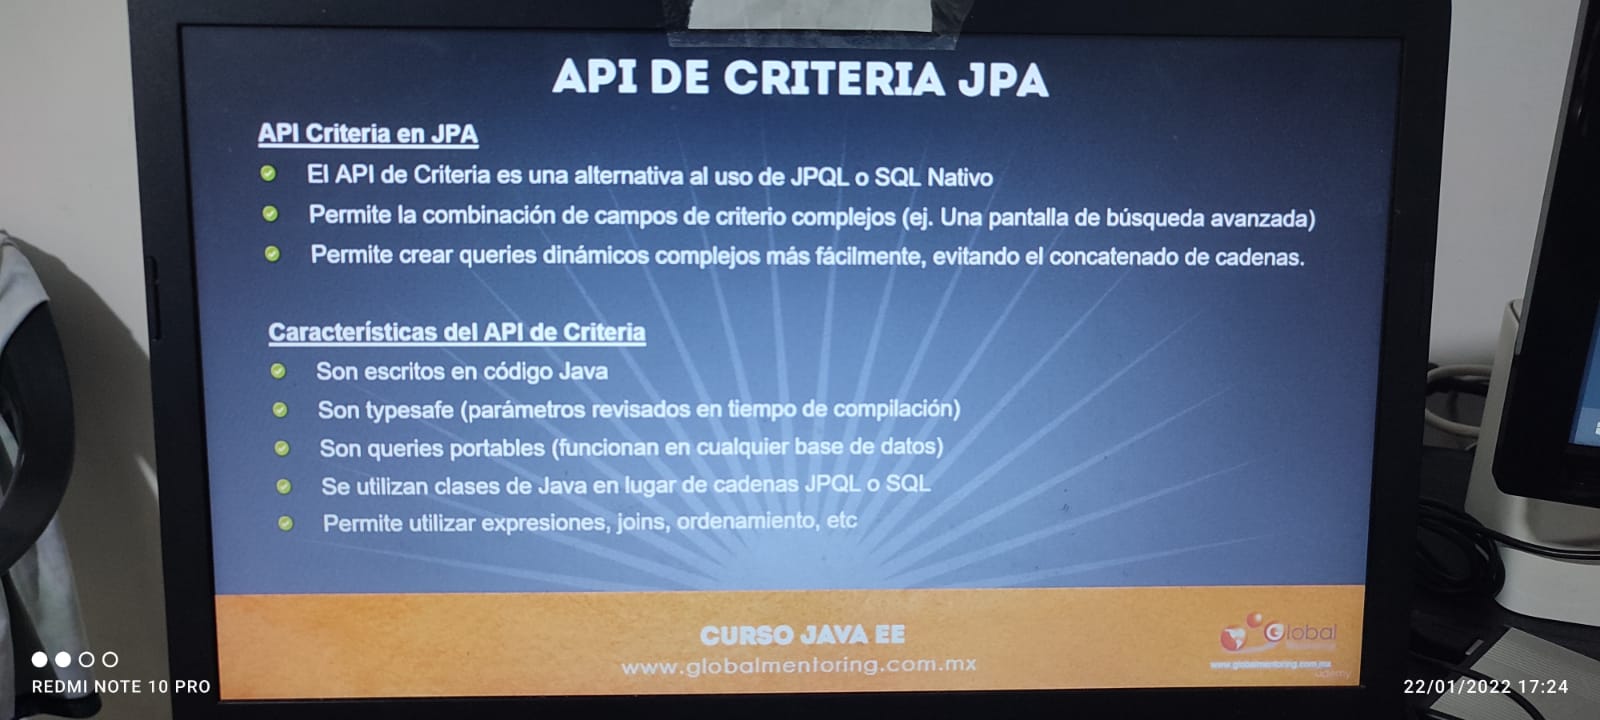 API DE CRITERIA JPA
API Criteria en JPA
El API de Criteria es una alternativa al uso de JPQL o SQL Nativo
Permite la combinación de campos de criterio complejos (ej. Una pantalla de búsqueda avanzada)
Permite crear queries dinámicos complejos más fácilmente, evitando el concatenado de cadenas.
Características del API de Criteria
Son escritos en código Java
Son typesafe (parámetros revisados en tiempo de compilación)
Son queries portables (funcionan en cualquier base de datos)
Se utilizan clases de Java en lugar de cadenas JPQL o SQL
Permite utilizar expresiones, joins, ordenamiento, etc
CURSO JAVA EE
www.globalmentoring.com.mx
Global
www.globalmentoring.com.mx
udemy
REDMI NOTE 10 PRO
22/01/2022 17:24